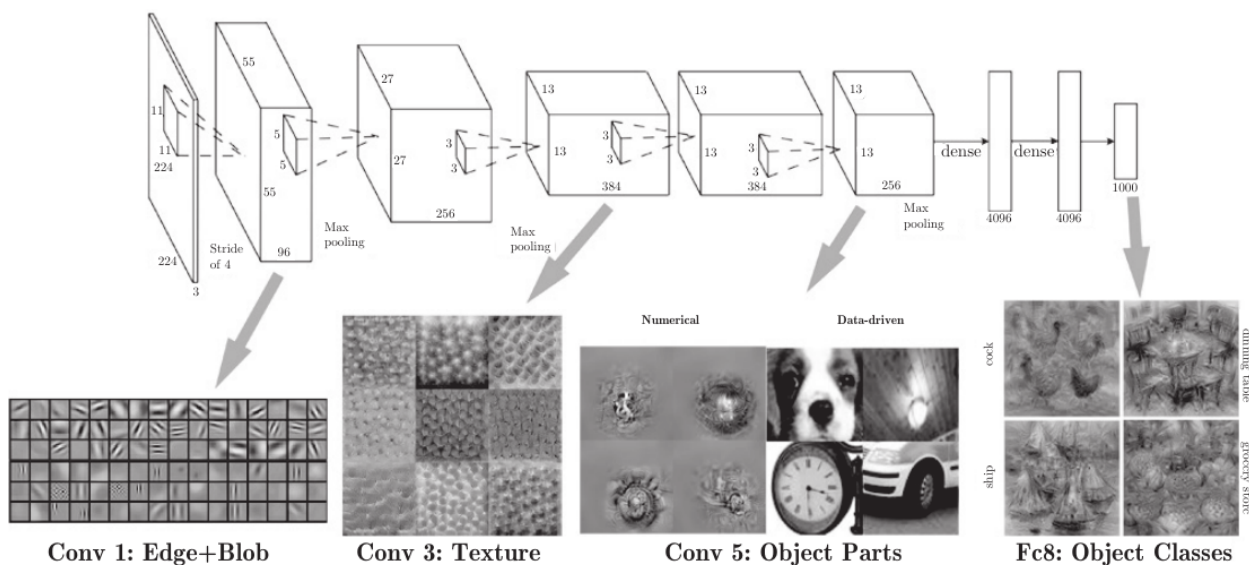 55
27
13
13
13
11
11
224
5
5
55
3
3
27
3
3
13
3
3
13
13
384
384
256
256
dense
dense
1000
4096
4096
224
3
Stride
of 4
96
Max
pooling
Max
pooling
Max
pooling
Numerical
Data-driven
cock
ship
dinning table
grocery store
Conv 1: Edge+Blob
Conv 3: Texture
Conv 5: Object Parts
Fc8: Object Classes